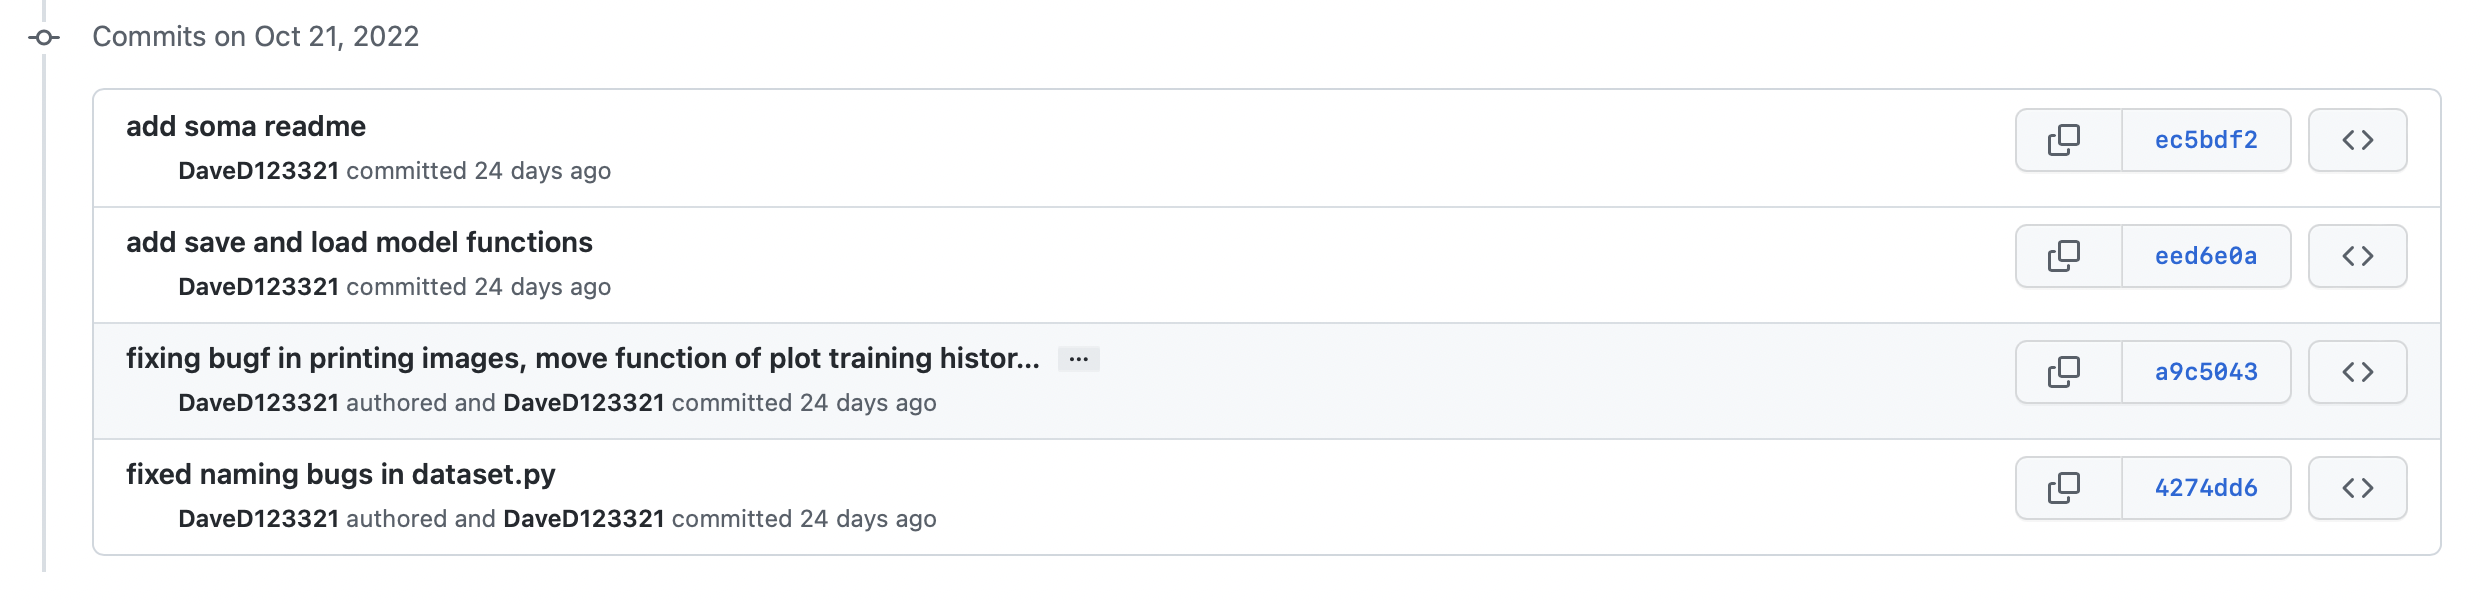 Commits on Oct 21, 2022
add soma readme
ec5bdf2
DaveD123321 committed 24 days ago
add save and load model functions
eed6e0a
DaveD123321 committed 24 days ago
fixing bugf in printing images, move function of plot training histor... ...
a9c5043
DaveD123321 authored and DaveD123321 committed 24 days ago
fixed naming bugs in dataset.py
4274dd6
DaveD123321 authored and DaveD123321 committed 24 days ago